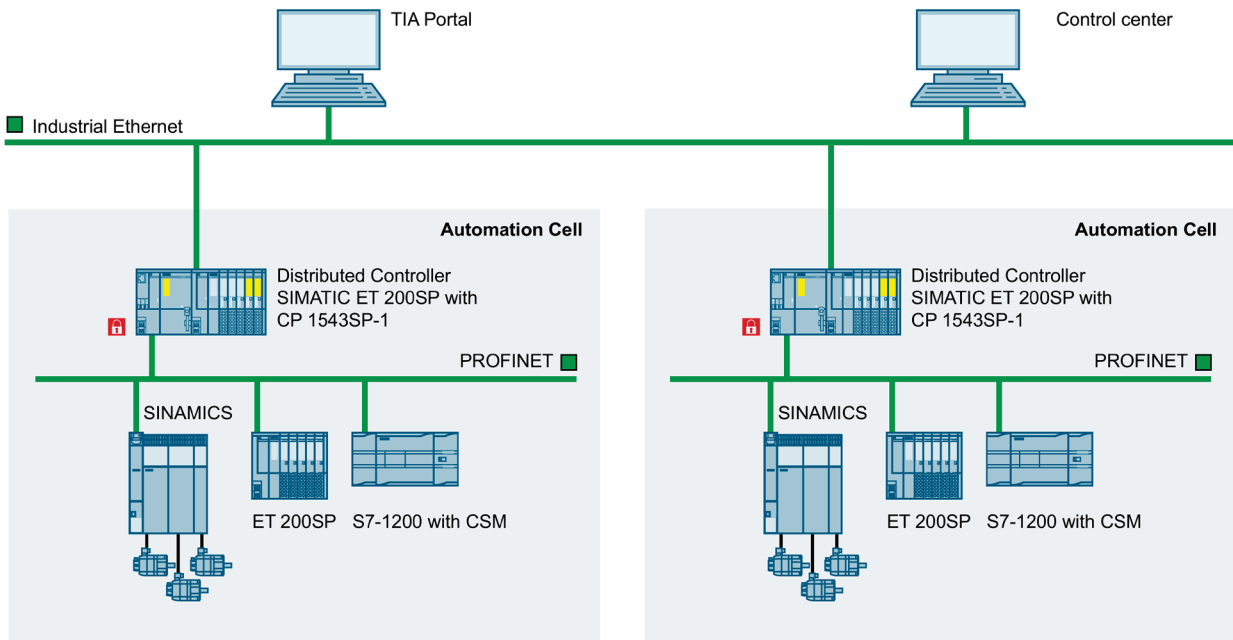 TIA Portal
Control center
Industrial Ethernet
Automation Cell
Distributed Controller
SIMATIC ET 200SP with
CP 1543SP-1
PROFINET
SINAMICS
ET 200SP
S7-1200 with CSM
Automation Cell
Distributed Controller
SIMATIC ET 200SP with
CP 1543SP-1
PROFINET
SINAMICS
ET 200SP
S7-1200 with CSM